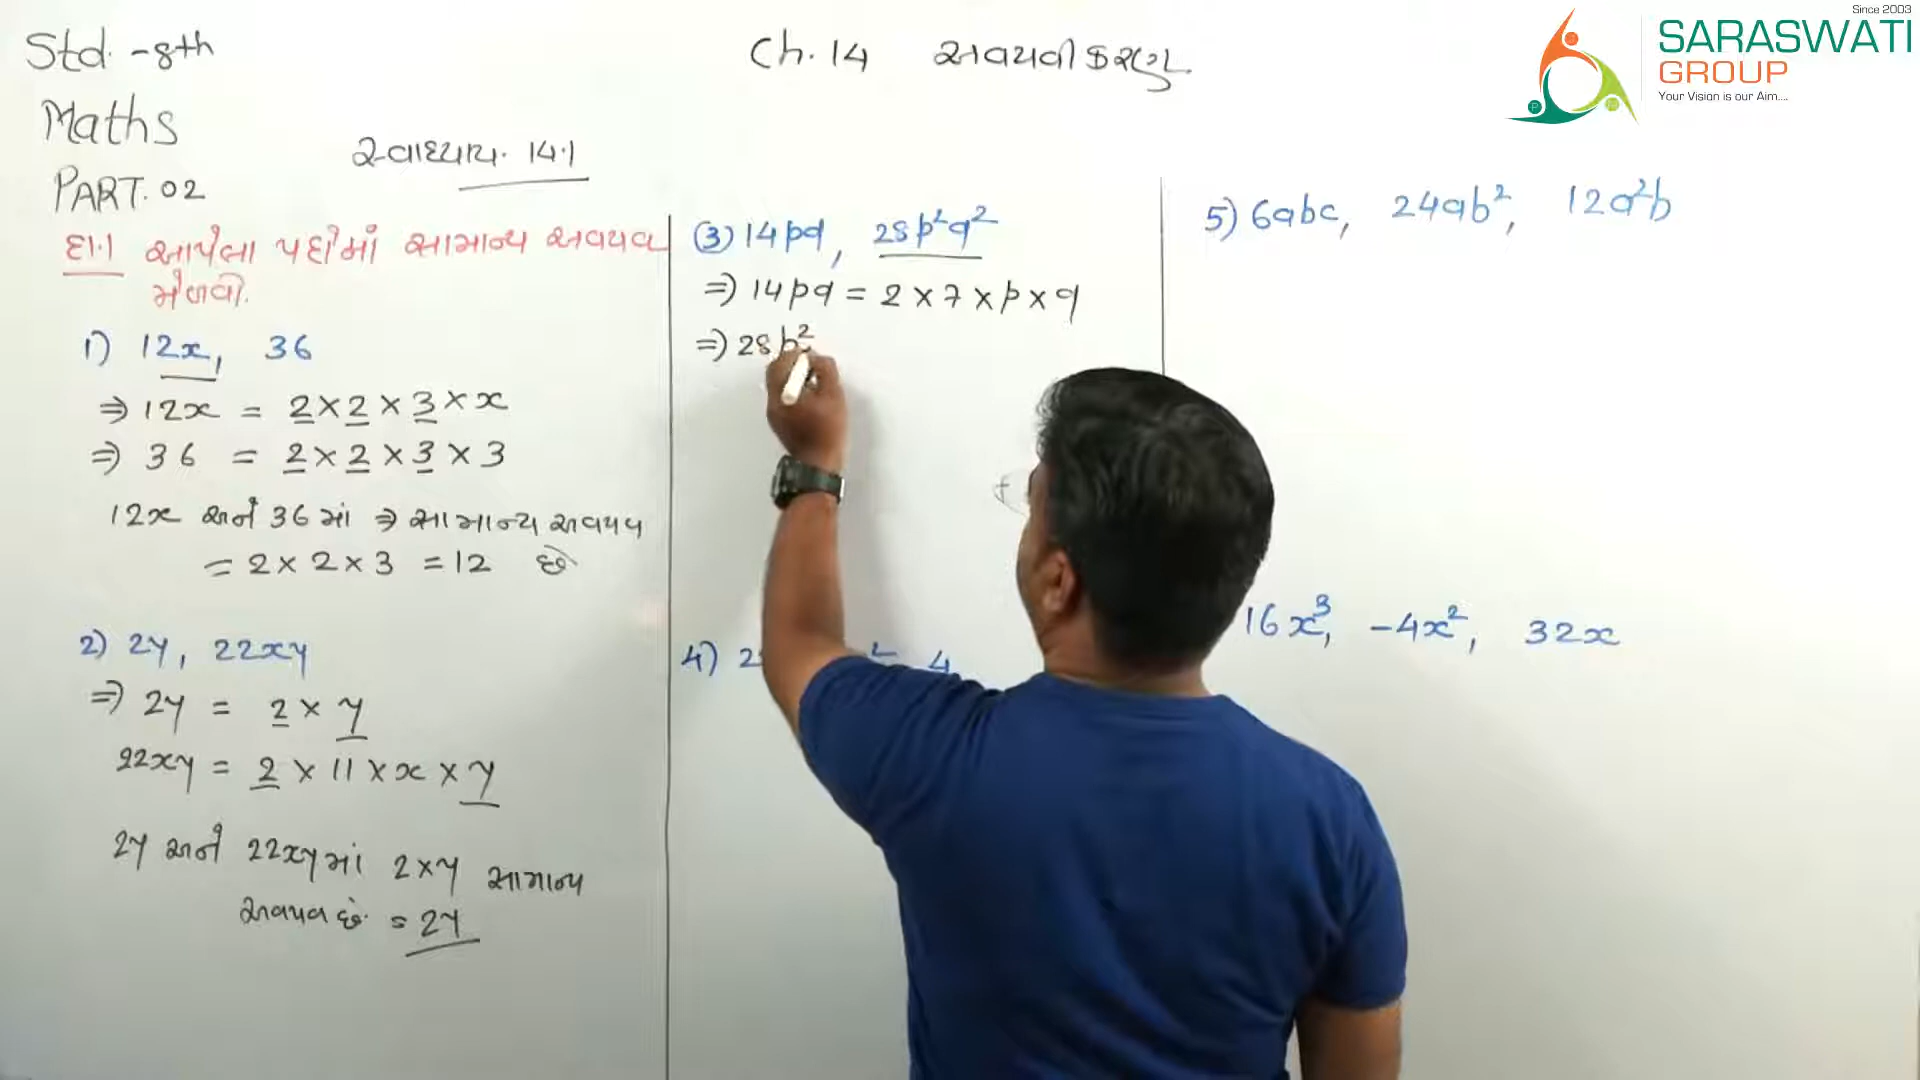 Std. -8th
Maths
PART. 02
Ch. 14 અવયવીકરણ
સ્વાધ્યાય. 14.1
દા.1 આપેલા પદોમાં સામાન્ય અવયવ
મેળવો.
1) 12x, 36
⇒ 12x = 2 × 2 × 3 × x
⇒ 36 = 2 × 2 × 3 × 3
12x અને 36 માં ⇒ સામાન્ય અવયવ
= 2 × 2 × 3 = 12 છે
2) 2y, 22xy
⇒ 2y = 2 × y
22xy = 2 × 11 × x × y
2y અને 22xy માં 2 × y સામાન્ય
અવયવ છે. = 2y
(3) 14pq, 28p²q²
⇒ 14pq = 2 × 7 × p × q
⇒ 28p²
4) 2
5) 6abc, 24ab², 12a²b
16x³, -4x², 32x
Since 2003
SARASWATI
GROUP
Your Vision is our Aim....